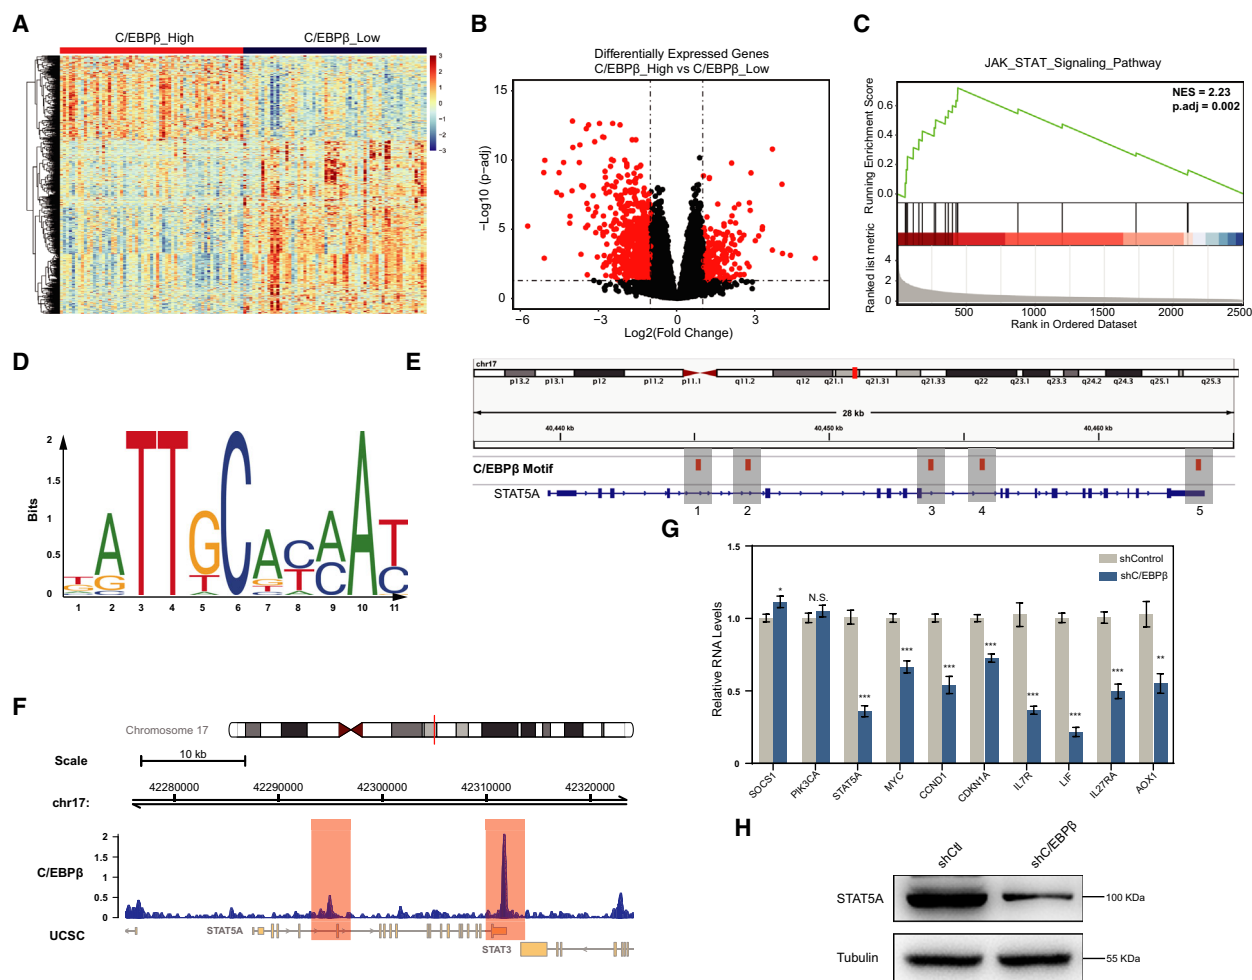 A
C/EBPβ_High
C/EBPβ_Low
3
2
1
0
−1
−2
−3
B
Differentially Expressed Genes
C/EBPβ_High vs C/EBPβ_Low
−Log10 (p−adj)
15
10
5
0
−6
−3
0
3
Log2(Fold Change)
C
JAK_STAT_Signaling_Pathway
NES = 2.23
p.adj = 0.002
Running Enrichment Score
0.6
0.4
0.2
0.0
Ranked list metric
4
2
0
500
1000
1500
2000
2500
Rank in Ordered Dataset
D
Bits
2
1.5
1
0.5
0
1 2 3 4 5 6 7 8 9 10 11
E
chr17
p13.2 p13.1 p12 p11.2 p11.1 q11.2 q12 q21.1 q21.31 q21.33 q22 q23.1 q23.3 q24.2 q24.3 q25.1 q25.3
28 kb
40,440 kb 40,450 kb 40,460 kb
C/EBPβ Motif
STAT5A
1 2 3 4 5
F
Chromosome 17
Scale
10 kb
chr17:
42280000 42290000 42300000 42310000 42320000
C/EBPβ
2
1.5
1
0.5
0
UCSC
STAT5A
STAT3
G
Relative RNA Levels
1.5
1.0
0.5
0
shControl
shC/EBPβ
*
N.S.
***
***
***
***
***
***
***
**
SOCS1 PIK3CA STAT5A MYC CCND1 CDKN1A IL7R LIF IL27RA AOX1
H
shCtl shC/EBPβ
STAT5A
100 KDa
Tubulin
55 KDa